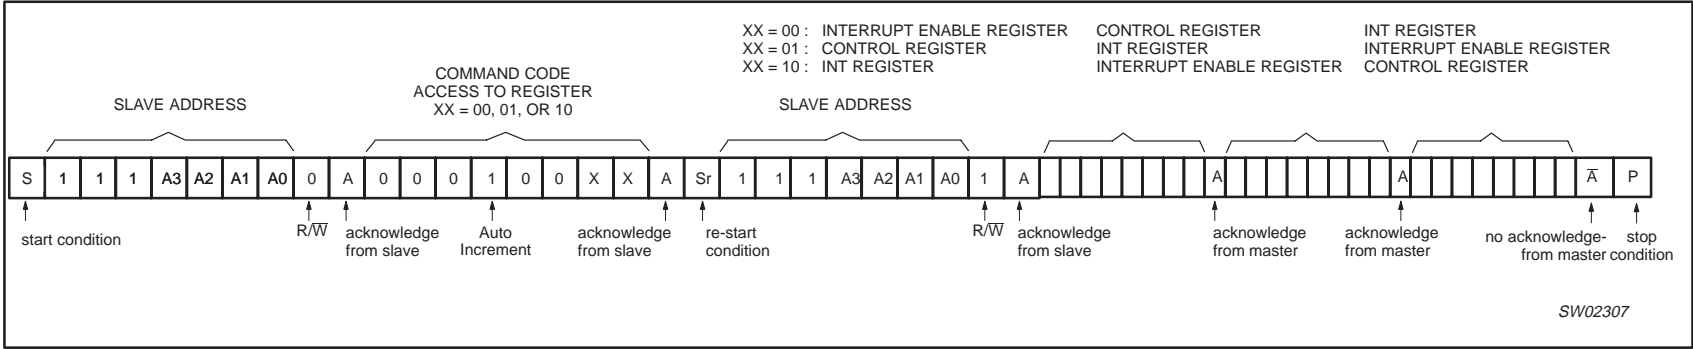 XX = 00 : INTERRUPT ENABLE REGISTER CONTROL REGISTER INT REGISTER
XX = 01 : CONTROL REGISTER INT REGISTER INTERRUPT ENABLE REGISTER
XX = 10 : INT REGISTER INTERRUPT ENABLE REGISTER CONTROL REGISTER
COMMAND CODE
ACCESS TO REGISTER
XX = 00, 01, OR 10
SLAVE ADDRESS SLAVE ADDRESS
S 1 1 1 A3 A2 A1 A0 0 A 0 0 0 1 0 0 X X A Sr 1 1 1 A3 A2 A1 A0 1 A A A A̅ P
start condition
R/W̅
acknowledge
from slave
Auto
Increment
acknowledge
from slave
re-start
condition
R/W̅
acknowledge
from slave
acknowledge
from master
acknowledge
from master
no acknowledge-
from master
stop
condition
SW02307